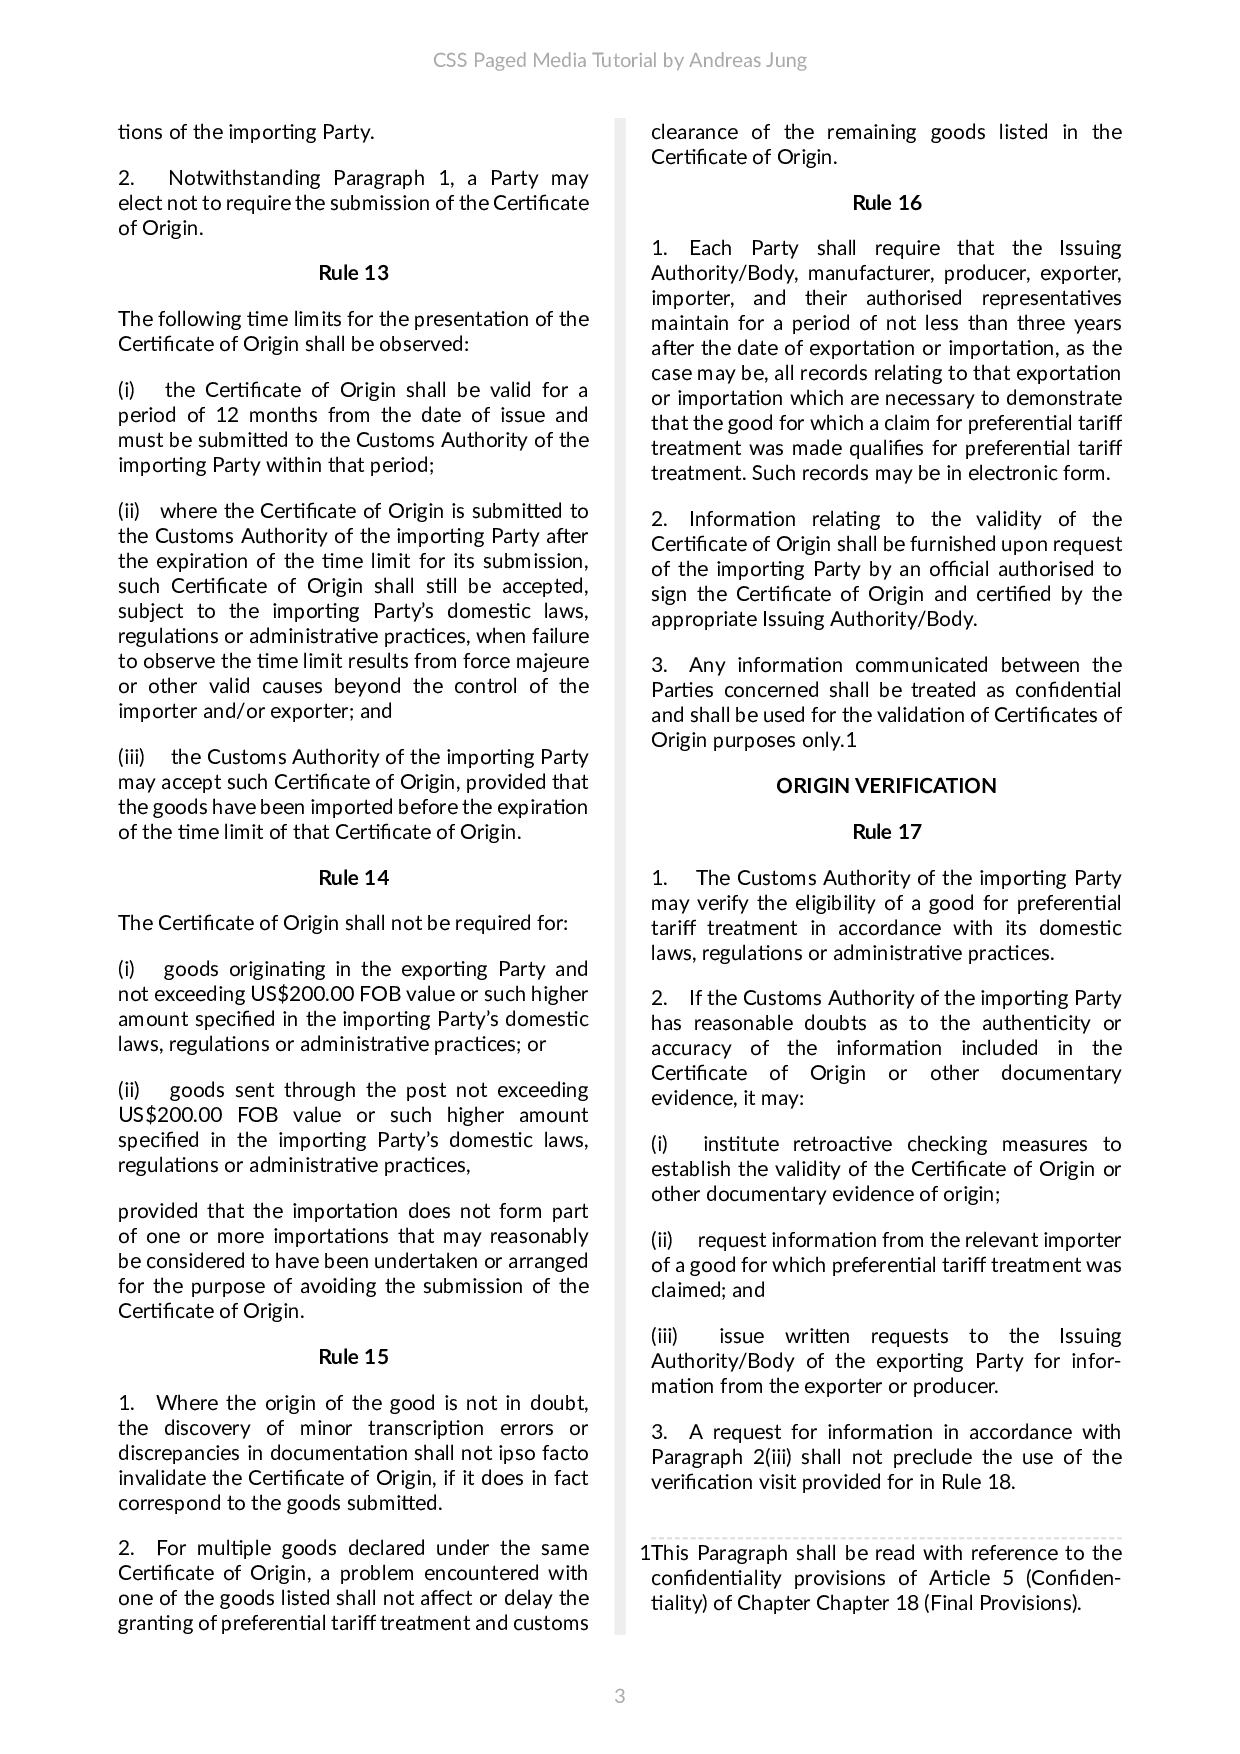 CSS Paged Media Tutorial by Andreas Jung
tions of the importing Party.
2. Notwithstanding Paragraph 1, a Party may
elect not to require the submission of the Certificate
of Origin.
Rule 13
The following time limits for the presentation of the
Certificate of Origin shall be observed:
(i) the Certificate of Origin shall be valid for a
period of 12 months from the date of issue and
must be submitted to the Customs Authority of the
importing Party within that period;
(ii) where the Certificate of Origin is submitted to
the Customs Authority of the importing Party after
the expiration of the time limit for its submission,
such Certificate of Origin shall still be accepted,
subject to the importing Party’s domestic laws,
regulations or administrative practices, when failure
to observe the time limit results from force majeure
or other valid causes beyond the control of the
importer and/or exporter; and
(iii) the Customs Authority of the importing Party
may accept such Certificate of Origin, provided that
the goods have been imported before the expiration
of the time limit of that Certificate of Origin.
Rule 14
The Certificate of Origin shall not be required for:
(i) goods originating in the exporting Party and
not exceeding US$200.00 FOB value or such higher
amount specified in the importing Party’s domestic
laws, regulations or administrative practices; or
(ii) goods sent through the post not exceeding
US$200.00 FOB value or such higher amount
specified in the importing Party’s domestic laws,
regulations or administrative practices,
provided that the importation does not form part
of one or more importations that may reasonably
be considered to have been undertaken or arranged
for the purpose of avoiding the submission of the
Certificate of Origin.
Rule 15
1. Where the origin of the good is not in doubt,
the discovery of minor transcription errors or
discrepancies in documentation shall not ipso facto
invalidate the Certificate of Origin, if it does in fact
correspond to the goods submitted.
2. For multiple goods declared under the same
Certificate of Origin, a problem encountered with
one of the goods listed shall not affect or delay the
granting of preferential tariff treatment and customs
clearance of the remaining goods listed in the
Certificate of Origin.
Rule 16
1. Each Party shall require that the Issuing
Authority/Body, manufacturer, producer, exporter,
importer, and their authorised representatives
maintain for a period of not less than three years
after the date of exportation or importation, as the
case may be, all records relating to that exportation
or importation which are necessary to demonstrate
that the good for which a claim for preferential tariff
treatment was made qualifies for preferential tariff
treatment. Such records may be in electronic form.
2. Information relating to the validity of the
Certificate of Origin shall be furnished upon request
of the importing Party by an official authorised to
sign the Certificate of Origin and certified by the
appropriate Issuing Authority/Body.
3. Any information communicated between the
Parties concerned shall be treated as confidential
and shall be used for the validation of Certificates of
Origin purposes only.1
ORIGIN VERIFICATION
Rule 17
1. The Customs Authority of the importing Party
may verify the eligibility of a good for preferential
tariff treatment in accordance with its domestic
laws, regulations or administrative practices.
2. If the Customs Authority of the importing Party
has reasonable doubts as to the authenticity or
accuracy of the information included in the
Certificate of Origin or other documentary
evidence, it may:
(i) institute retroactive checking measures to
establish the validity of the Certificate of Origin or
other documentary evidence of origin;
(ii) request information from the relevant importer
of a good for which preferential tariff treatment was
claimed; and
(iii) issue written requests to the Issuing
Authority/Body of the exporting Party for infor-
mation from the exporter or producer.
3. A request for information in accordance with
Paragraph 2(iii) shall not preclude the use of the
verification visit provided for in Rule 18.
1This Paragraph shall be read with reference to the
confidentiality provisions of Article 5 (Confiden-
tiality) of Chapter Chapter 18 (Final Provisions).
3